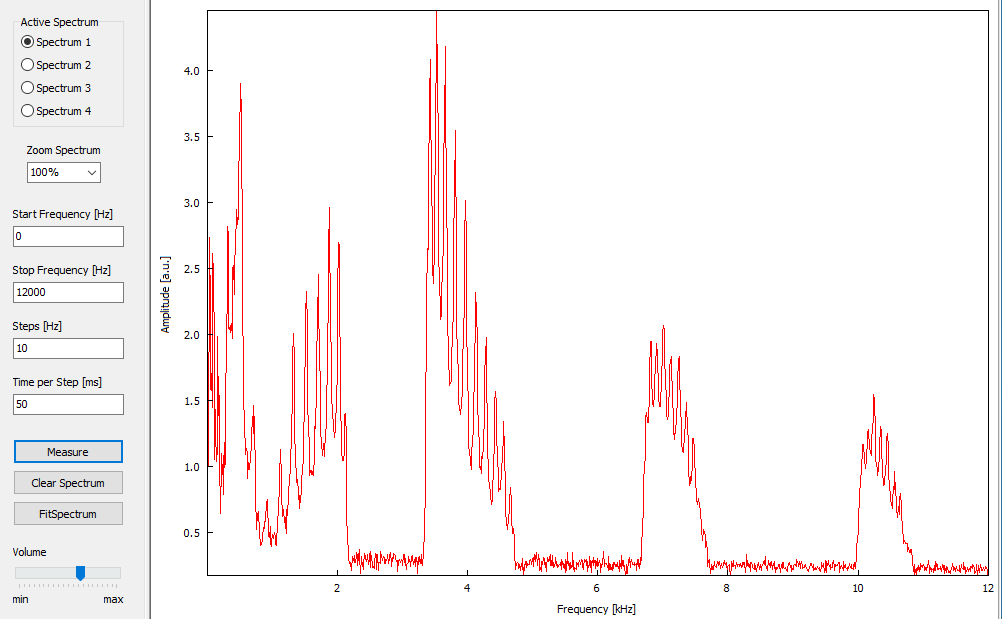 Active Spectrum
Spectrum 1
Spectrum 2
Spectrum 3
Spectrum 4
Zoom Spectrum
100%
Start Frequency [Hz]
0
Stop Frequency [Hz]
12000
Steps [Hz]
10
Time per Step [ms]
50
Measure
Clear Spectrum
FitSpectrum
Volume
min max
Amplitude [a.u.]
4.0
3.5
3.0
2.5
2.0
1.5
1.0
0.5
2 4 6 8 10 12
Frequency [kHz]